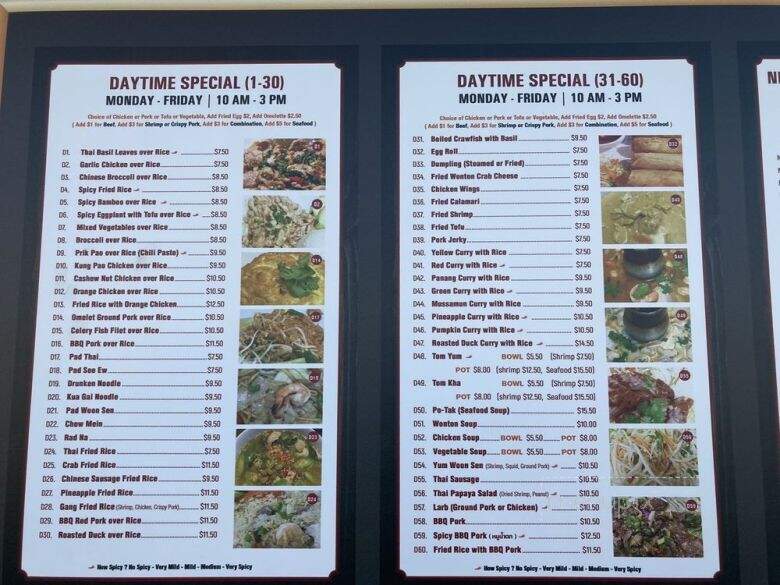 DAYTIME SPECIAL (1-30)
MONDAY - FRIDAY | 10 AM - 3 PM
Choice of Chicken or Pork or Tofu or Vegetable, Add Fried Egg $2, Add Omelette $2.50
(Add $1 for Beef, Add $3 for Shrimp or Crispy Pork, Add $3 for Combination, Add $5 for Seafood)
D1. Thai Basil Leaves over Rice $7.50
D2. Garlic Chicken over Rice $7.50
D3. Chinese Broccoli over Rice $8.50
D4. Spicy Fried Rice $8.50
D5. Spicy Bamboo over Rice $8.50
D6. Spicy Eggplant with Tofu over Rice $8.50
D7. Mixed Vegetables over Rice $8.50
D8. Broccoli over Rice $8.50
D9. Prik Pao over Rice (Chili Paste) $9.50
D10. Kung Pao Chicken over Rice $9.50
D11. Cashew Nut Chicken over Rice $10.50
D12. Orange Chicken over Rice $10.50
D13. Fried Rice with Orange Chicken $12.50
D14. Omelet Ground Pork over Rice $10.50
D15. Celery Fish Filet over Rice $10.50
D16. BBQ Pork over Rice $11.50
D17. Pad Thai $7.50
D18. Pad See Ew $7.50
D19. Drunken Noodle $9.50
D20. Kua Gai Noodle $9.50
D21. Pad Woon Sen $9.50
D22. Chow Mein $9.50
D23. Rad Na $9.50
D24. Thai Fried Rice $7.50
D25. Crab Fried Rice $11.50
D26. Chinese Sausage Fried Rice $9.50
D27. Pineapple Fried Rice $11.50
D28. Gang Fried Rice (Shrimp, Chicken, Crispy Pork) $11.50
D29. BBQ Red Pork over Rice $11.50
D30. Roasted Duck over Rice $11.50
How Spicy ? No Spicy - Very Mild - Mild - Medium - Very Spicy
D1
D2
D14
D17
D19
D23
D24
DAYTIME SPECIAL (31-60)
MONDAY - FRIDAY | 10 AM - 3 PM
Choice of Chicken or Pork or Tofu or Vegetable, Add Fried Egg $2, Add Omelette $2.50
(Add $1 for Beef, Add $3 for Shrimp or Crispy Pork, Add $3 for Combination, Add $5 for Seafood)
D31. Boiled Crawfish with Basil $9.50
D32. Egg Roll $7.50
D33. Dumpling (Steamed or Fried) $7.50
D34. Fried Wonton Crab Cheese $7.50
D35. Chicken Wings $7.50
D36. Fried Calamari $7.50
D37. Fried Shrimp $7.50
D38. Fried Tofu $7.50
D39. Pork Jerky $7.50
D40. Yellow Curry with Rice $7.50
D41. Red Curry with Rice $7.50
D42. Panang Curry with Rice $9.50
D43. Green Curry with Rice $9.50
D44. Mussamun Curry with Rice $9.50
D45. Pineapple Curry with Rice $10.50
D46. Pumpkin Curry with Rice $10.50
D47. Roasted Duck Curry with Rice $14.50
D48. Tom Yum BOWL $5.50 (Shrimp $7.50)
POT $8.00 (shrimp $12.50, Seafood $15.50)
D49. Tom Kha BOWL $5.50 (Shrimp $7.50)
POT $8.00 (shrimp $12.50, Seafood $15.50)
D50. Po-Tak (Seafood Soup) $15.50
D51. Wonton Soup $10.00
D52. Chicken Soup BOWL $5.50 POT $8.00
D53. Vegetable Soup BOWL $5.50 POT $8.00
D54. Yum Woon Sen (Shrimp, Squid, Ground Pork) $10.50
D55. Thai Sausage $10.50
D56. Thai Papaya Salad (Dried Shrimp, Peanut) $10.50
D57. Larb (Ground Pork or Chicken) $10.50
D58. BBQ Pork $10.50
D59. Spicy BBQ Pork (หมูน้ำตก) $12.50
D60. Fried Rice with BBQ Pork $11.50
How Spicy ? No Spicy - Very Mild - Mild - Medium - Very Spicy
D32
D40
D48
D49
D55
D56
D59